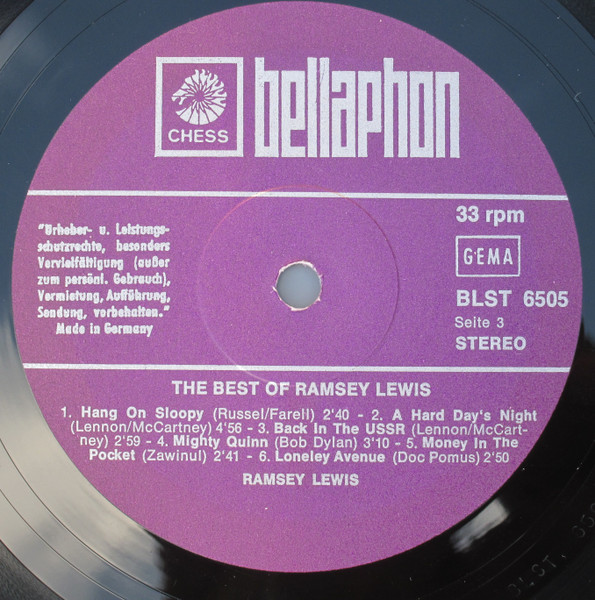 CHESS
bellaphon
"Urheber- u. Leistungs-
schutzrechte, besonders
Vervielfältigung (außer
zum persönl. Gebrauch),
Vermietung, Aufführung,
Sendung, vorbehalten."
Made in Germany
33 rpm
GEMA
BLST 6505
Seite 3
STEREO
THE BEST OF RAMSEY LEWIS
1. Hang On Sloopy (Russel/Farell) 2'40 - 2. A Hard Day's Night
(Lennon/McCartney) 4'56 - 3. Back In The USSR (Lennon/McCart-
ney) 2'59 - 4. Mighty Quinn (Bob Dylan) 3'10 - 5. Money In The
Pocket (Zawinul) 2'41 - 6. Loneley Avenue (Doc Pomus) 2'50
RAMSEY LEWIS